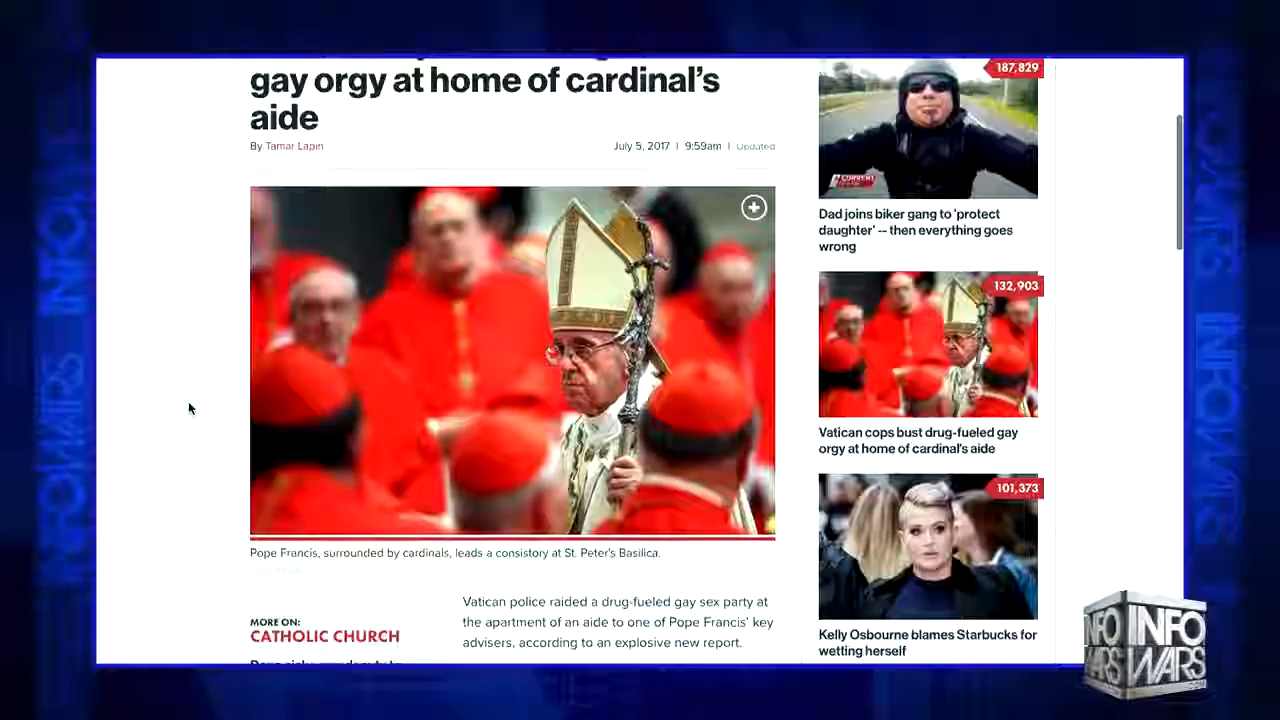 gay orgy at home of cardinal's
aide
By Tamar Lapin
July 5, 2017 | 9:59am | Updated
Pope Francis, surrounded by cardinals, leads a consistory at St. Peter's Basilica.
MORE ON:
CATHOLIC CHURCH
Vatican police raided a drug-fueled gay sex party at
the apartment of an aide to one of Pope Francis' key
advisers, according to an explosive new report.
187,829
Dad joins biker gang to 'protect
daughter' -- then everything goes
wrong
132,903
Vatican cops bust drug-fueled gay
orgy at home of cardinal's aide
101,373
Kelly Osbourne blames Starbucks for
wetting herself
INFO
WARS
INFO
WARS
.COM
INFOWARS
INFOWARS